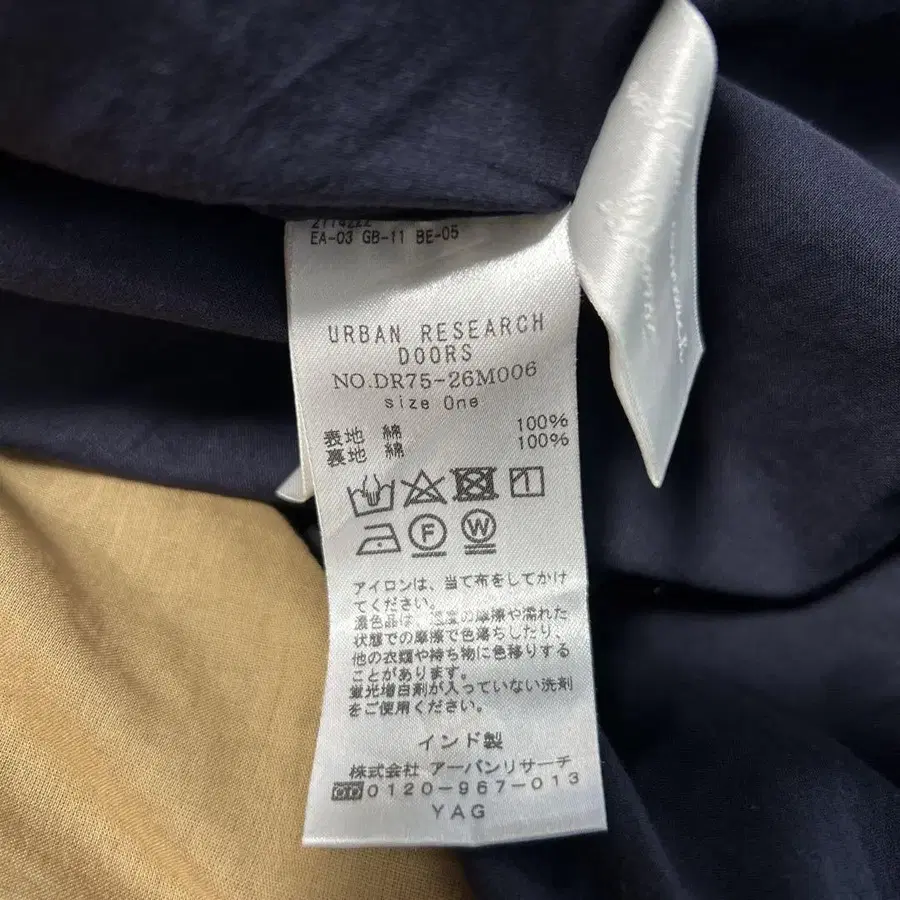 2114222
EA-03 GB-11 BE-05
URBAN RESEARCH
DOORS
NO.DR75-26M006
size One
表地 綿 100%
裏地 綿 100%
F W
アイロンは、当て布をしてかけ
てください。
濃色品は、過度の摩擦や濡れた
状態での摩擦で色落ちしたり、
他の衣類や持ち物に色移りする
ことがあります。
蛍光増白剤が入っていない洗剤
をご使用ください。
インド製
株式会社 アーバンリサーチ
0120-967-013
YAG